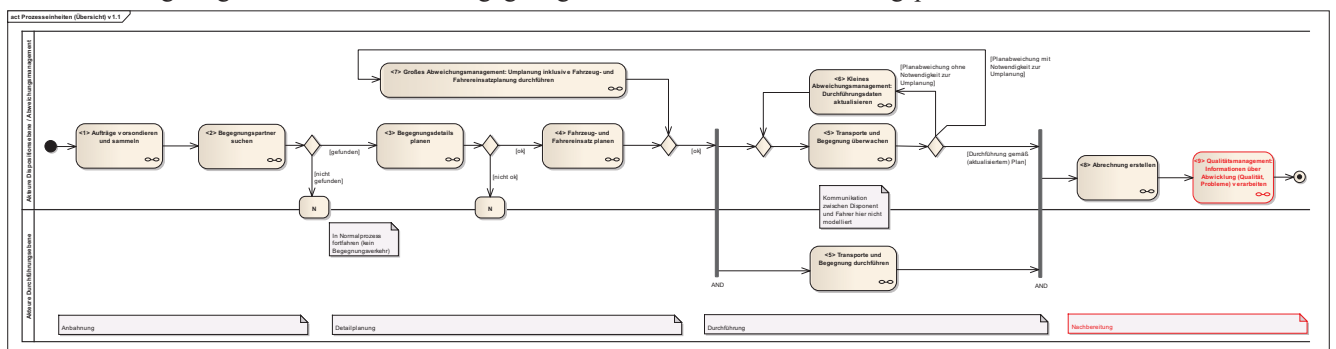 act Prozesseinheiten (Übersicht) v1.1
Akteure Dispositionsebene / Abweichungsmanagement
<7> Großes Abweichungsmanagement: Umplanung inklusive Fahrzeug- und
Fahrereinsatzplanung durchführen
[Planabweichung ohne
Notwendigkeit zur
Umplanung]
[Planabweichung mit
Notwendigkeit zur
Umplanung]
<6> Kleines
Abweichungsmanagement:
Durchführungsdaten
aktualisieren
<1> Aufträge vorsondieren
und sammeln
<2> Begegnungspartner
suchen
[gefunden]
[nicht
gefunden]
<3> Begegnungsdetails
planen
[ok]
[nicht ok]
<4> Fahrzeug- und
Fahrereinsatz planen
[ok]
<5> Transporte und
Begegnung überwachen
[Durchführung gemäß
(aktualisiertem) Plan]
<8> Abrechnung erstellen
<9> Qualitätsmanagement:
Informationen über
Abwicklung (Qualität,
Probleme) verarbeiten
N
N
Kommunikation
zwischen Disponent
und Fahrer hier nicht
modelliert
Akteure Durchführungsebene
In Normalprozess
fortfahren (kein
Begegnungsverkehr)
<5> Transporte und
Begegnung durchführen
AND
AND
Anbahnung
Detailplanung
Durchführung
Nachbereitung